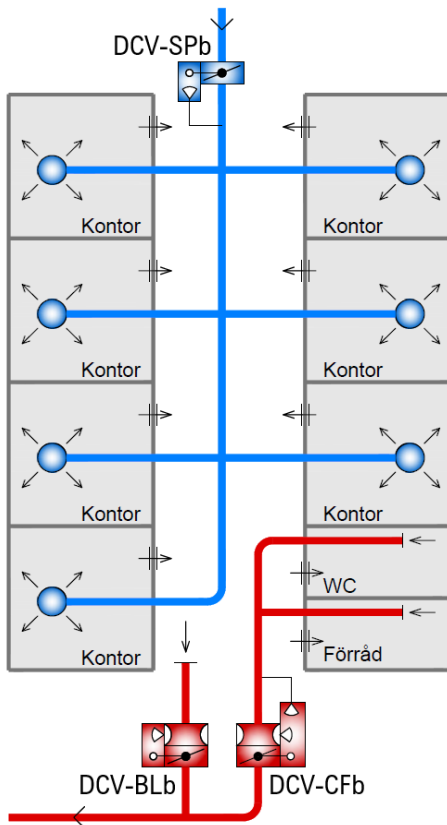 DCV-SPb
Kontor
Kontor
Kontor
Kontor
Kontor
Kontor
WC
Kontor
Förråd
DCV-BLb
DCV-CFb